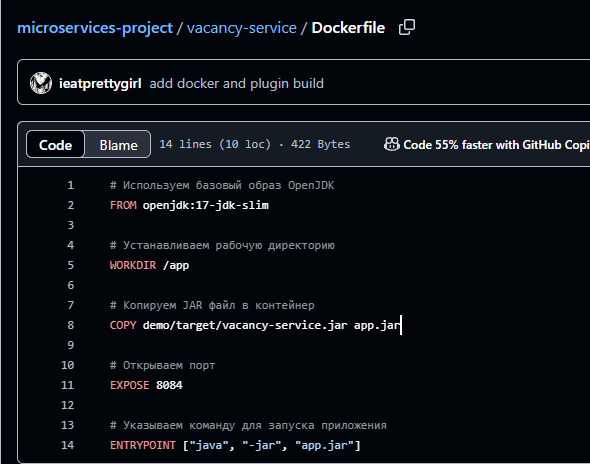 microservices-project / vacancy-service / Dockerfile
ieatprettygirl add docker and plugin build
Code Blame 14 lines (10 loc) · 422 Bytes Code 55% faster with GitHub Copi
1 # Используем базовый образ OpenJDK
2 FROM openjdk:17-jdk-slim
3
4 # Устанавливаем рабочую директорию
5 WORKDIR /app
6
7 # Копируем JAR файл в контейнер
8 COPY demo/target/vacancy-service.jar app.jar
9
10 # Открываем порт
11 EXPOSE 8084
12
13 # Указываем команду для запуска приложения
14 ENTRYPOINT ["java", "-jar", "app.jar"]